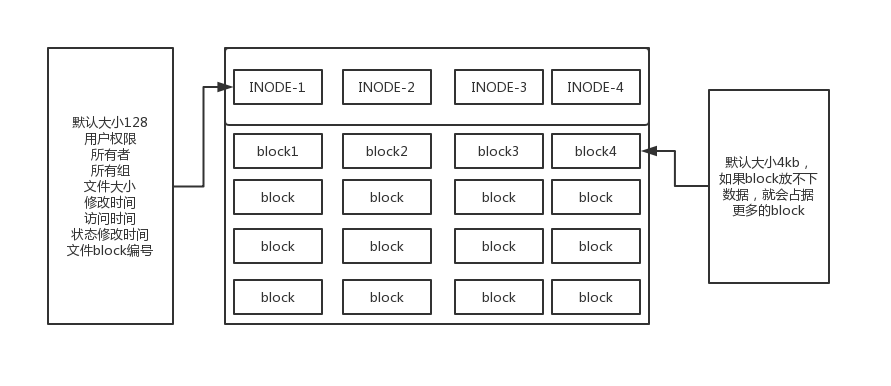 默认大小128
用户权限
所有者
所有组
文件大小
修改时间
访问时间
状态修改时间
文件block编号
INODE-1 INODE-2 INODE-3 INODE-4
block1 block2 block3 block4
block block block block
block block block block
block block block block
默认大小4kb，
如果block放不下
数据，就会占据
更多的block